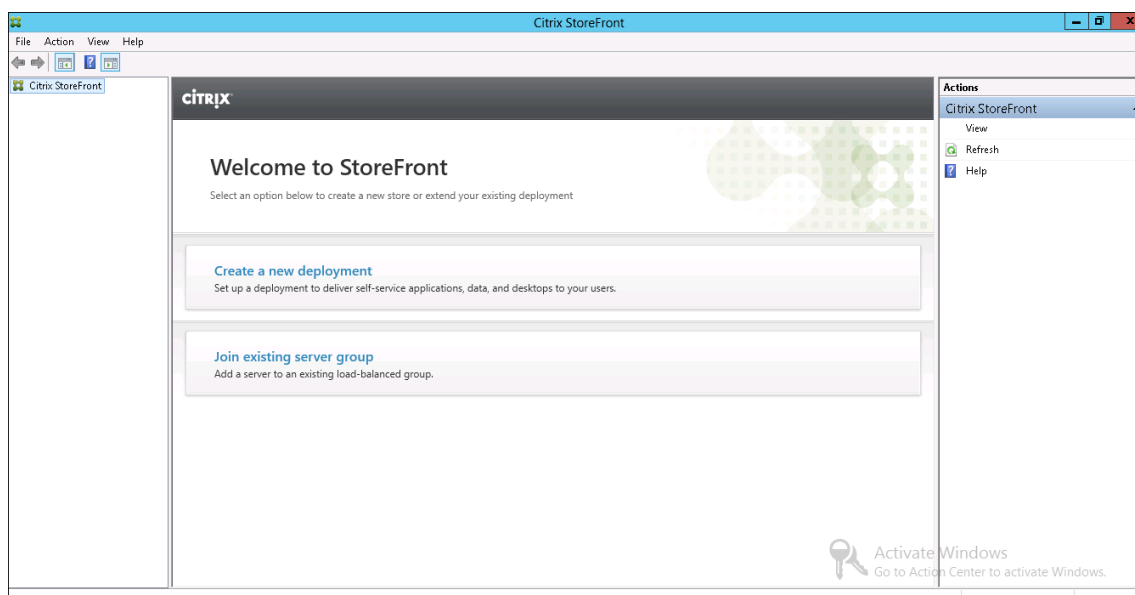 Citrix StoreFront
File Action View Help
Citrix StoreFront
CITRIX
Actions
Citrix StoreFront
View
Refresh
Help
Welcome to StoreFront
Select an option below to create a new store or extend your existing deployment
Create a new deployment
Set up a deployment to deliver self-service applications, data, and desktops to your users.
Join existing server group
Add a server to an existing load-balanced group.
Activate Windows
Go to Action Center to activate Windows.